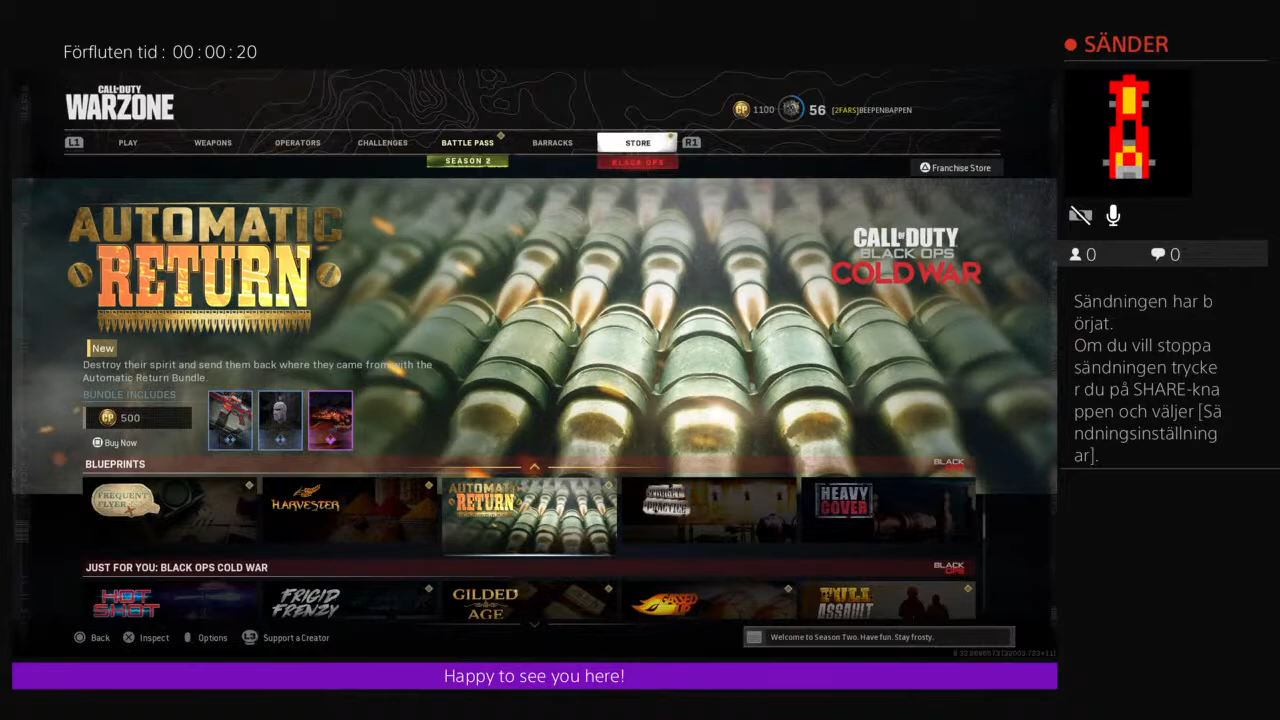 Förfluten tid : 00:00:20
SÄNDER
CALL OF DUTY
WARZONE
CP 1100 56 [2FARS]BEEPENBAPPEN
L1 PLAY WEAPONS OPERATORS CHALLENGES BATTLE PASS BARRACKS STORE R1
SEASON 2 BLACK OPS
Franchise Store
AUTOMATIC
RETURN
CALL OF DUTY
BLACK OPS
COLD WAR
0 0
Sändningen har b
örjat.
Om du vill stoppa
sändningen trycke
r du på SHARE-kna
ppen och väljer [Sä
ndningsinställning
ar].
New
Destroy their spirit and send them back where they came from with the
Automatic Return Bundle.
BUNDLE INCLUDES
CP 500
Buy Now
BLUEPRINTS BLACK
FREQUENT
FLYER
HARVESTER
AUTOMATIC
RETURN
PRACTICE
HEAVY
COVER
JUST FOR YOU: BLACK OPS COLD WAR BLACK
OPS
HOT
SHOT
FRIGID
FRENZY
GILDED
AGE
GASSED UP
FULL
ASSAULT
Back Inspect Options L3 Support a Creator
Welcome to Season Two. Have fun. Stay frosty.
Happy to see you here!